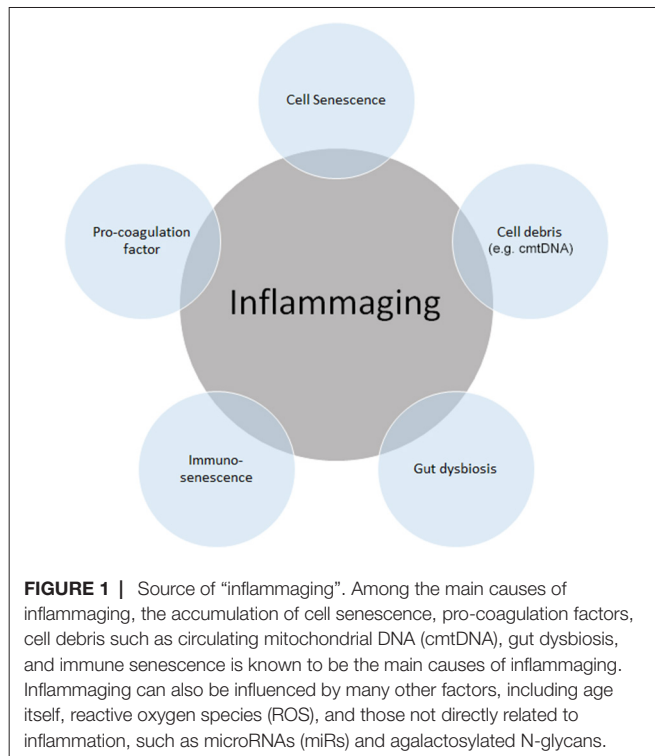 Cell Senescence
Pro-coagulation
factor
Cell debris
(e.g. cmtDNA)
Inflammaging
Immuno-
senescence
Gut dysbiosis
FIGURE 1 | Source of “inflammaging”. Among the main causes of
inflammaging, the accumulation of cell senescence, pro-coagulation factors,
cell debris such as circulating mitochondrial DNA (cmtDNA), gut dysbiosis,
and immune senescence is known to be the main causes of inflammaging.
Inflammaging can also be influenced by many other factors, including age
itself, reactive oxygen species (ROS), and those not directly related to
inflammation, such as microRNAs (miRs) and agalactosylated N-glycans.